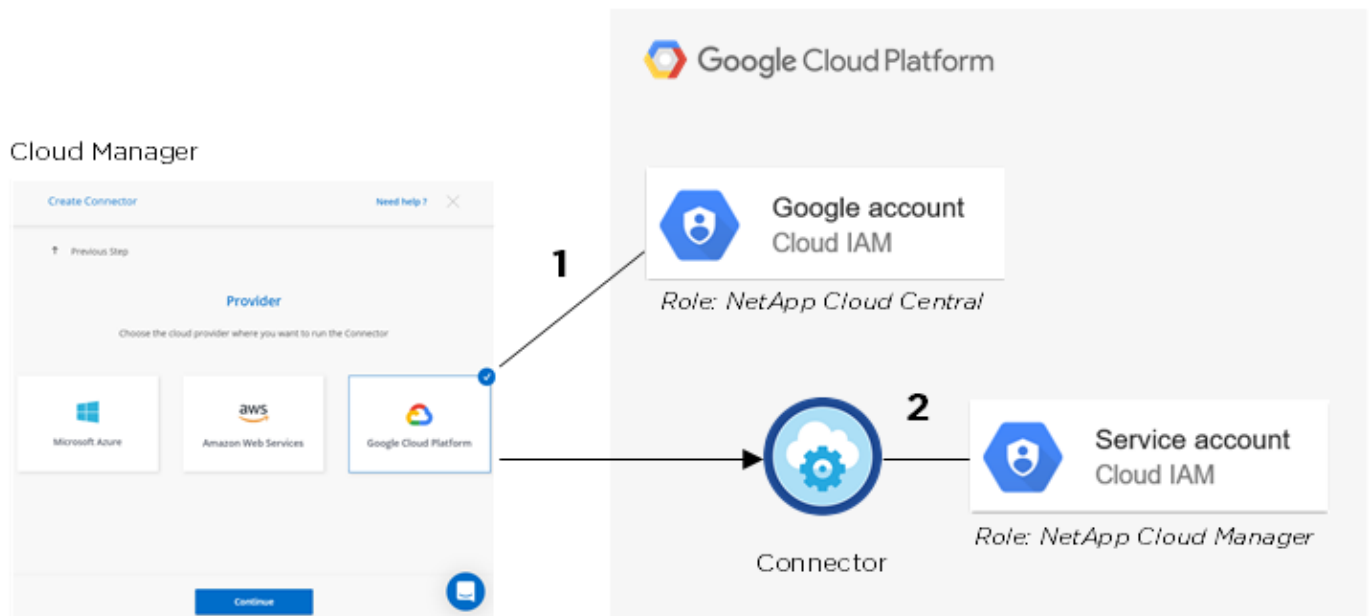 Google Cloud Platform
Cloud Manager
Create Connector
Need help ?
Previous Step
Provider
Choose the cloud provider where you want to run the Connector
Microsoft Azure
aws
Amazon Web Services
Google Cloud Platform
Continue
1
Google account
Cloud IAM
Role: NetApp Cloud Central
2
Service account
Cloud IAM
Role: NetApp Cloud Manager
Connector